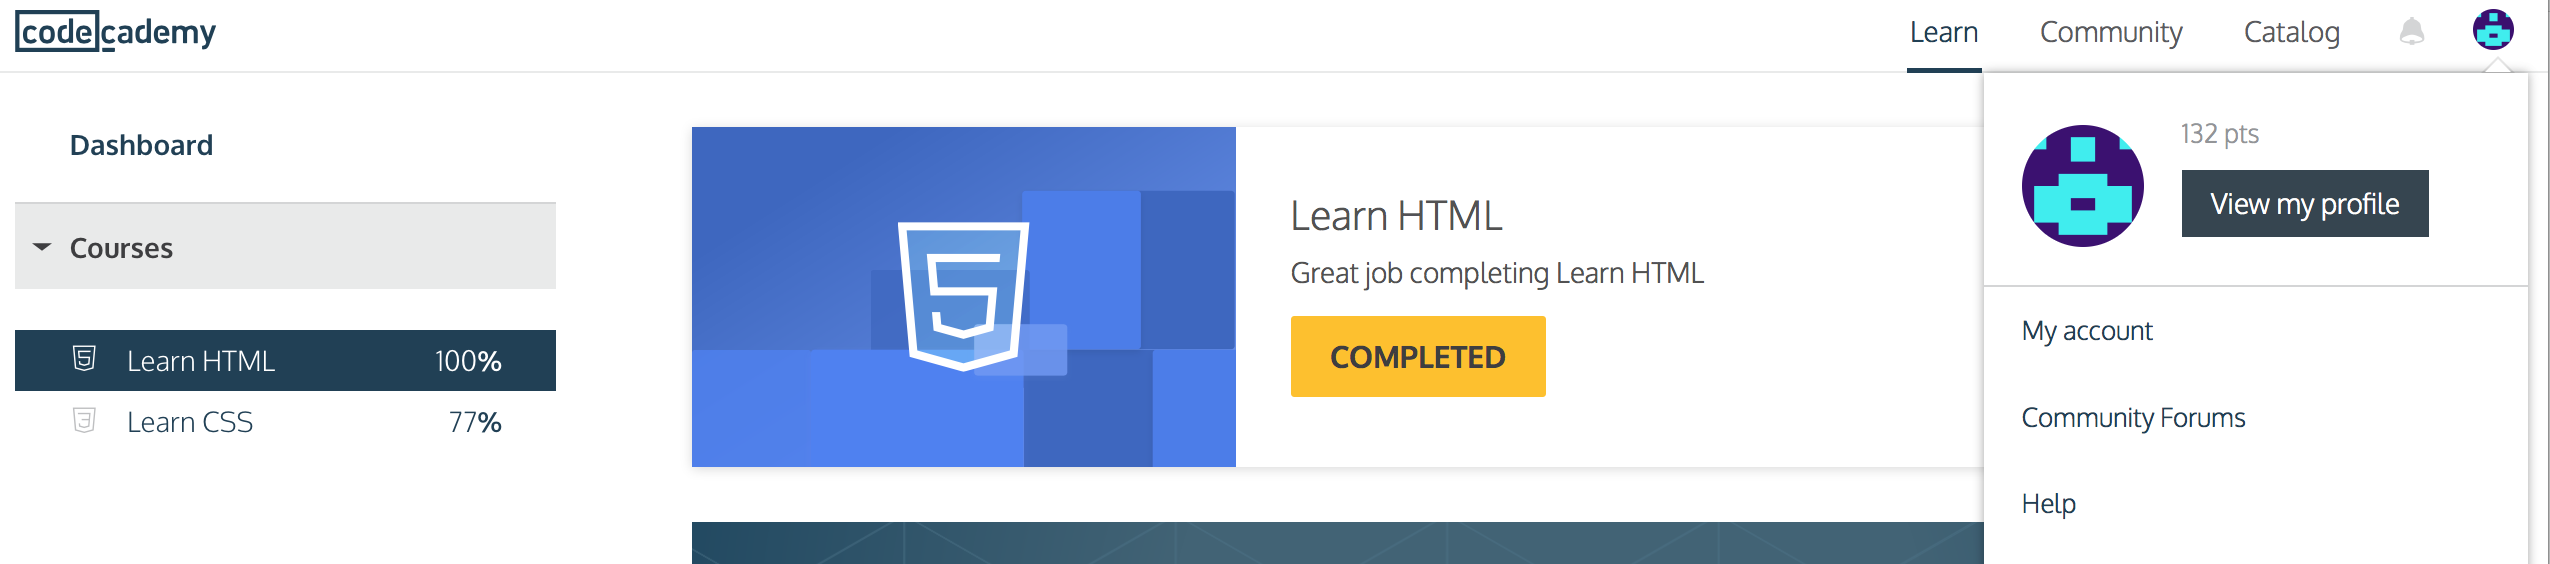 codecademy
Learn Community Catalog
Dashboard
Courses
Learn HTML 100%
Learn CSS 77%
Learn HTML
Great job completing Learn HTML
COMPLETED
132 pts
View my profile
My account
Community Forums
Help